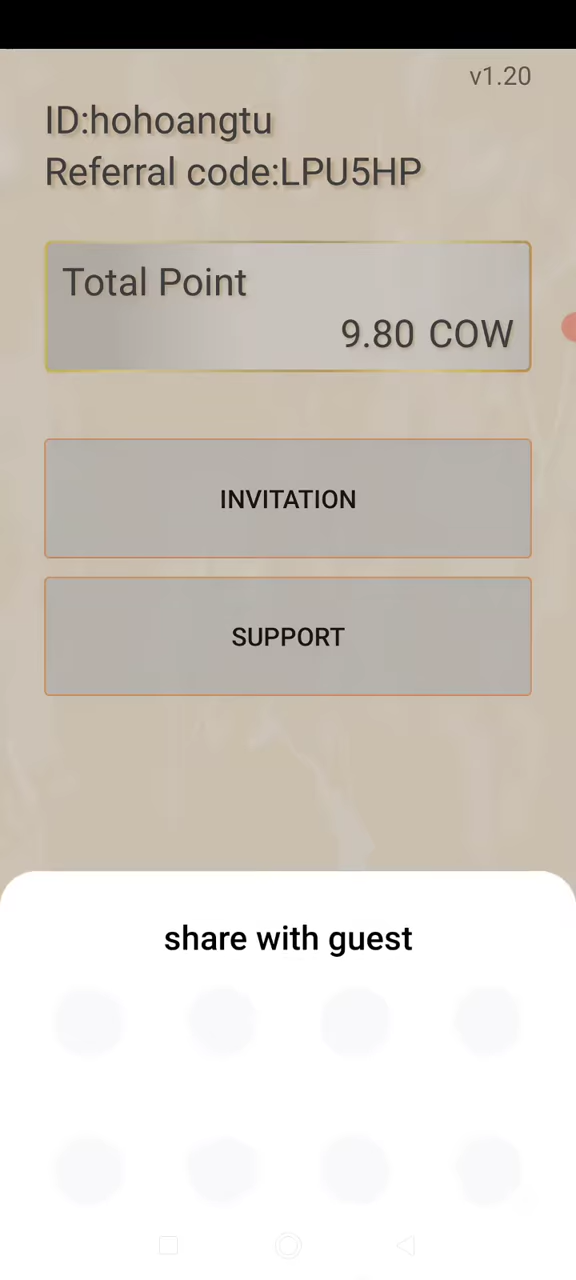 v1.20
ID:hohoangtu
Referral code:LPU5HP
Total Point
9.80 COW
INVITATION
SUPPORT
share with guest